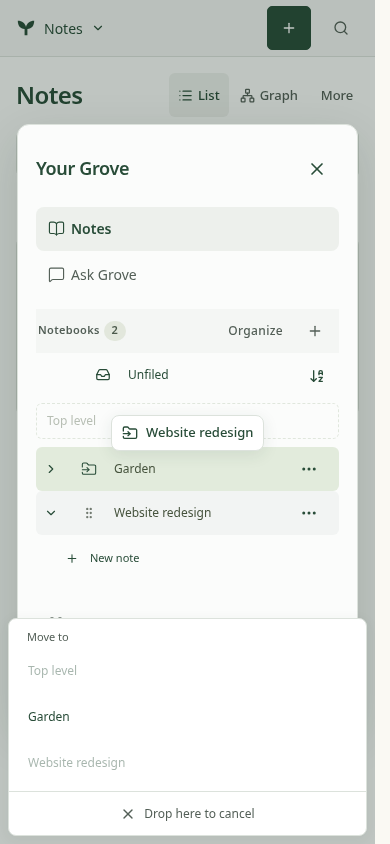 Notes
Notes
List
Graph
More
Your Grove
Notes
Ask Grove
Notebooks 2
Organize
Unfiled
Top level
Website redesign
Garden
Website redesign
New note
Move to
Top level
Garden
Website redesign
Drop here to cancel